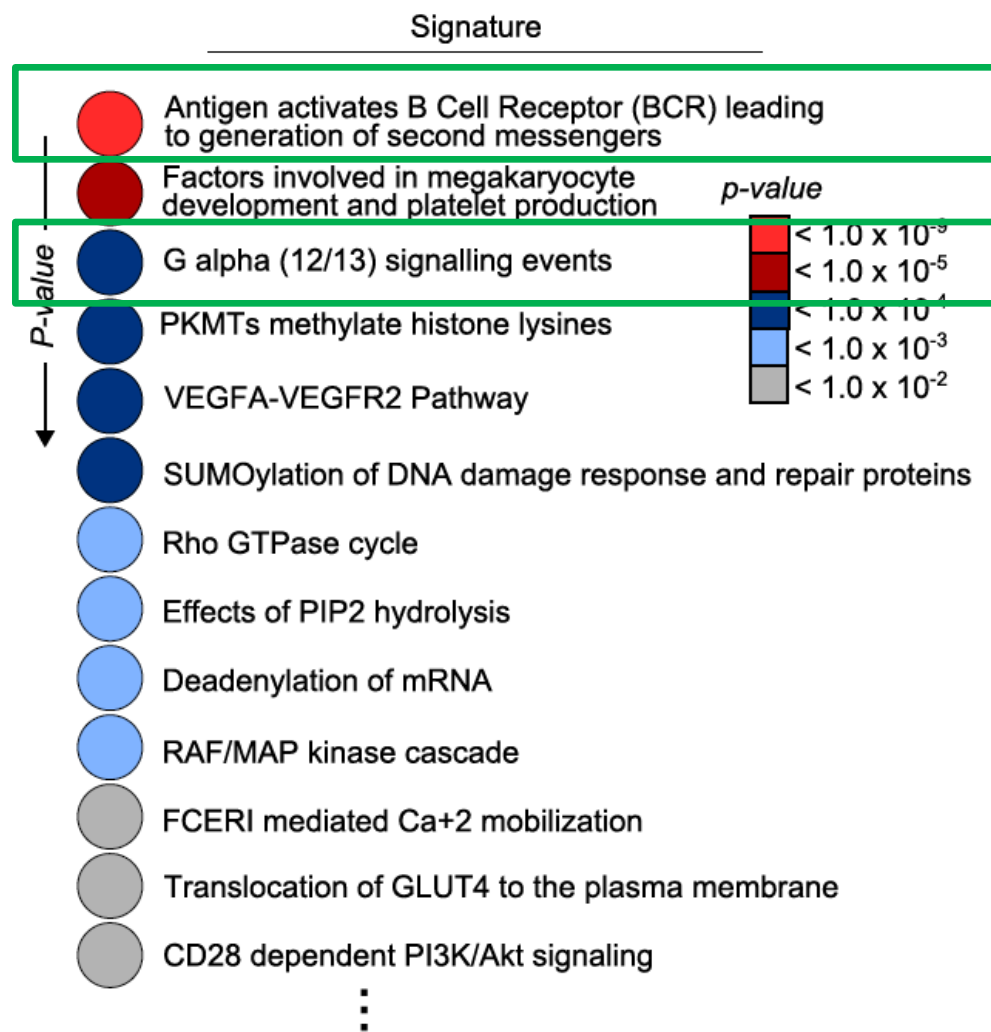 Signature
Antigen activates B Cell Receptor (BCR) leading
to generation of second messengers
Factors involved in megakaryocyte
development and platelet production
G alpha (12/13) signalling events
PKMTs methylate histone lysines
VEGFA-VEGFR2 Pathway
SUMOylation of DNA damage response and repair proteins
Rho GTPase cycle
Effects of PIP2 hydrolysis
Deadenylation of mRNA
RAF/MAP kinase cascade
FCERI mediated Ca+2 mobilization
Translocation of GLUT4 to the plasma membrane
CD28 dependent PI3K/Akt signaling
⋮
P-value
p-value
< 1.0 x 10⁻⁹
< 1.0 x 10⁻⁵
< 1.0 x 10⁻⁴
< 1.0 x 10⁻³
< 1.0 x 10⁻²